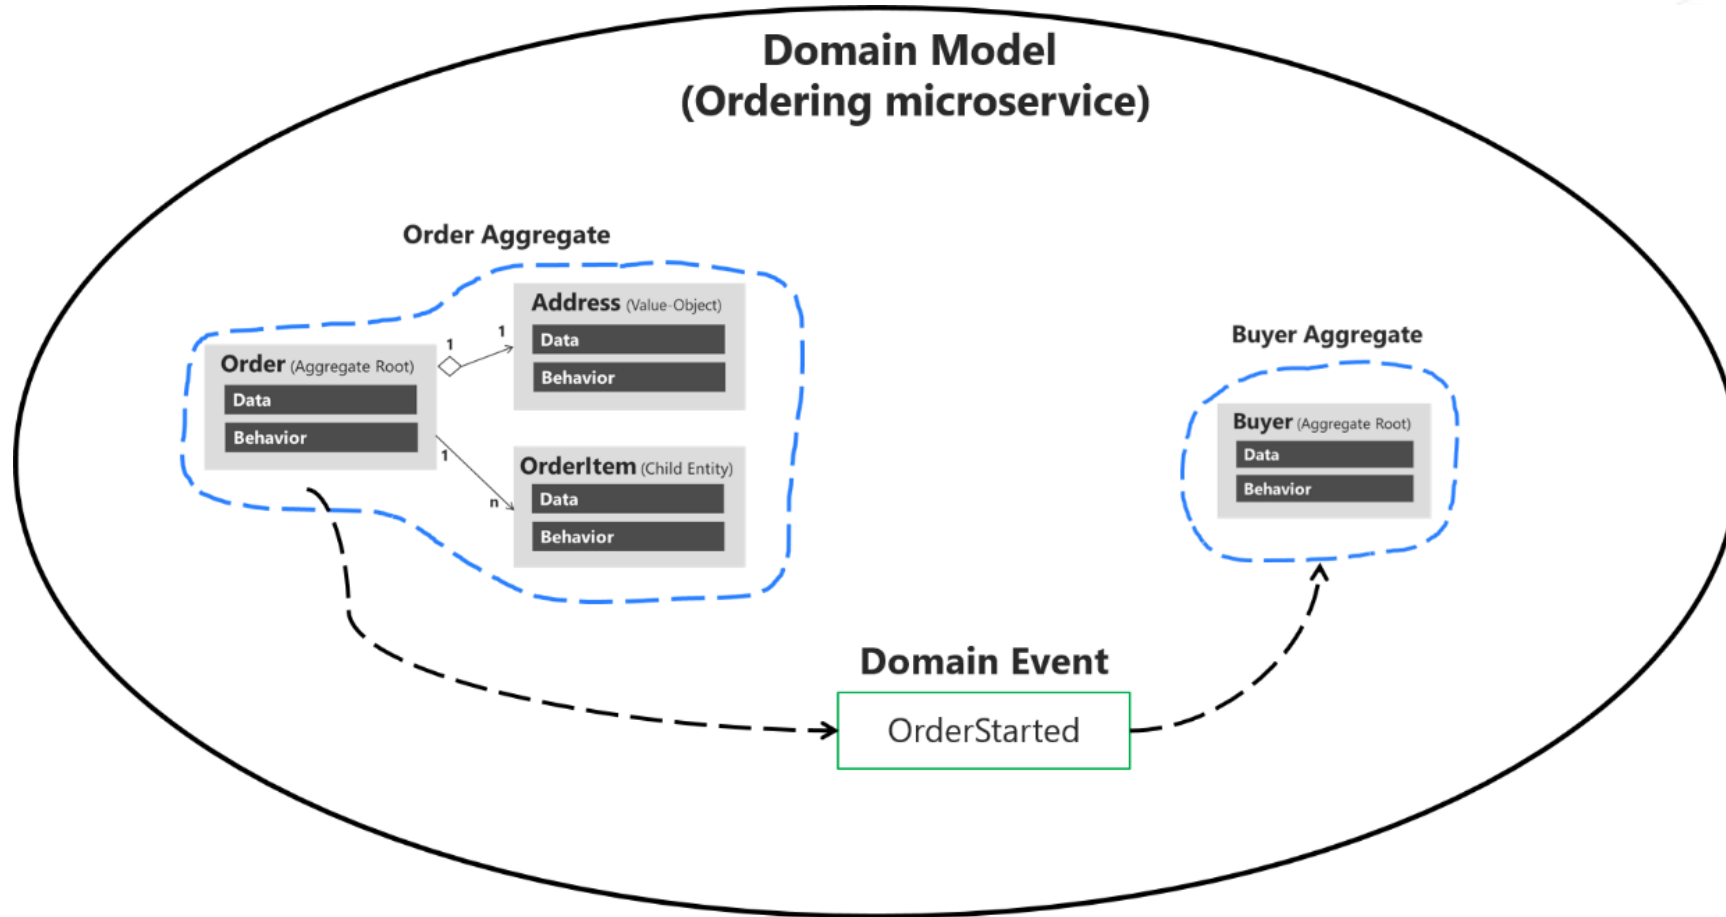 Domain Model
(Ordering microservice)
Order Aggregate
Address (Value-Object)
Data
Behavior
1
1
Order (Aggregate Root)
Data
Behavior
1
n
OrderItem (Child Entity)
Data
Behavior
Buyer Aggregate
Buyer (Aggregate Root)
Data
Behavior
Domain Event
OrderStarted